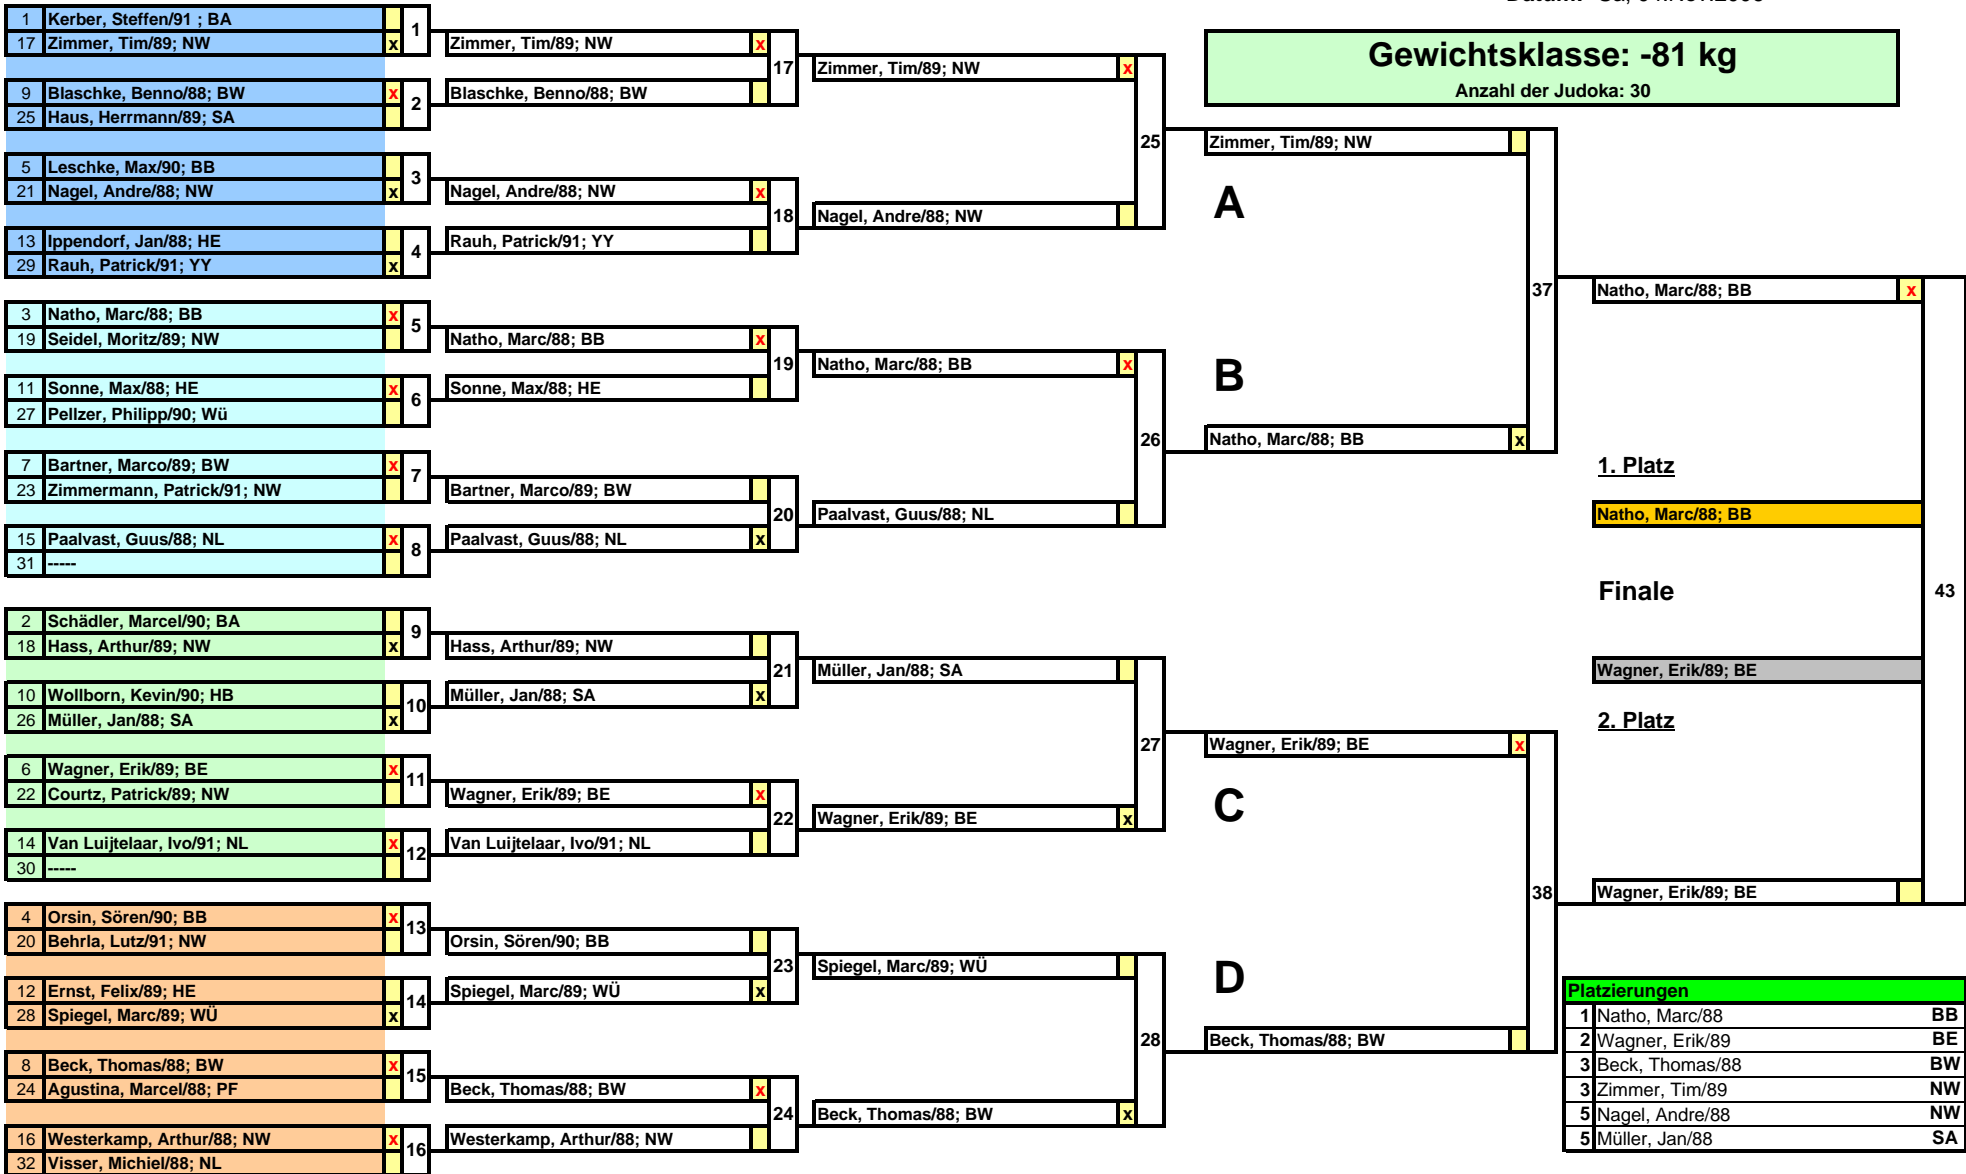 Gewichtsklasse: -81 kg
Anzahl der Judoka: 30
1 Kerber, Steffen/91 ; BA
17 Zimmer, Tim/89; NW x
1
9 Blaschke, Benno/88; BW x
25 Haus, Herrmann/89; SA
2
5 Leschke, Max/90; BB
21 Nagel, Andre/88; NW x
3
13 Ippendorf, Jan/88; HE
29 Rauh, Patrick/91; YY x
4
3 Natho, Marc/88; BB x
19 Seidel, Moritz/89; NW
5
11 Sonne, Max/88; HE x
27 Pellzer, Philipp/90; Wü
6
7 Bartner, Marco/89; BW x
23 Zimmermann, Patrick/91; NW
7
15 Paalvast, Guus/88; NL x
31 -----
8
2 Schädler, Marcel/90; BA
18 Hass, Arthur/89; NW x
9
10 Wollborn, Kevin/90; HB
26 Müller, Jan/88; SA x
10
6 Wagner, Erik/89; BE x
22 Courtz, Patrick/89; NW
11
14 Van Luijtelaar, Ivo/91; NL x
30 -----
12
4 Orsin, Sören/90; BB x
20 Behrla, Lutz/91; NW
13
12 Ernst, Felix/89; HE
28 Spiegel, Marc/89; WÜ x
14
8 Beck, Thomas/88; BW x
24 Agustina, Marcel/88; PF
15
16 Westerkamp, Arthur/88; NW x
32 Visser, Michiel/88; NL
16
Zimmer, Tim/89; NW x
Blaschke, Benno/88; BW
17
Nagel, Andre/88; NW x
Rauh, Patrick/91; YY
18
Natho, Marc/88; BB x
Sonne, Max/88; HE
19
Bartner, Marco/89; BW
Paalvast, Guus/88; NL x
20
Hass, Arthur/89; NW
Müller, Jan/88; SA x
21
Wagner, Erik/89; BE x
Van Luijtelaar, Ivo/91; NL
22
Orsin, Sören/90; BB
Spiegel, Marc/89; WÜ x
23
Beck, Thomas/88; BW x
Westerkamp, Arthur/88; NW
24
Zimmer, Tim/89; NW x
Nagel, Andre/88; NW
25
Natho, Marc/88; BB x
Paalvast, Guus/88; NL
26
Müller, Jan/88; SA
Wagner, Erik/89; BE x
27
Spiegel, Marc/89; WÜ
Beck, Thomas/88; BW x
28
Zimmer, Tim/89; NW
A
B
Natho, Marc/88; BB x
37
Wagner, Erik/89; BE x
C
D
Beck, Thomas/88; BW
38
Natho, Marc/88; BB x
1. Platz
Natho, Marc/88; BB
Finale
43
Wagner, Erik/89; BE
2. Platz
Wagner, Erik/89; BE
Platzierungen
1 Natho, Marc/88 BB
2 Wagner, Erik/89 BE
3 Beck, Thomas/88 BW
3 Zimmer, Tim/89 NW
5 Nagel, Andre/88 NW
5 Müller, Jan/88 SA